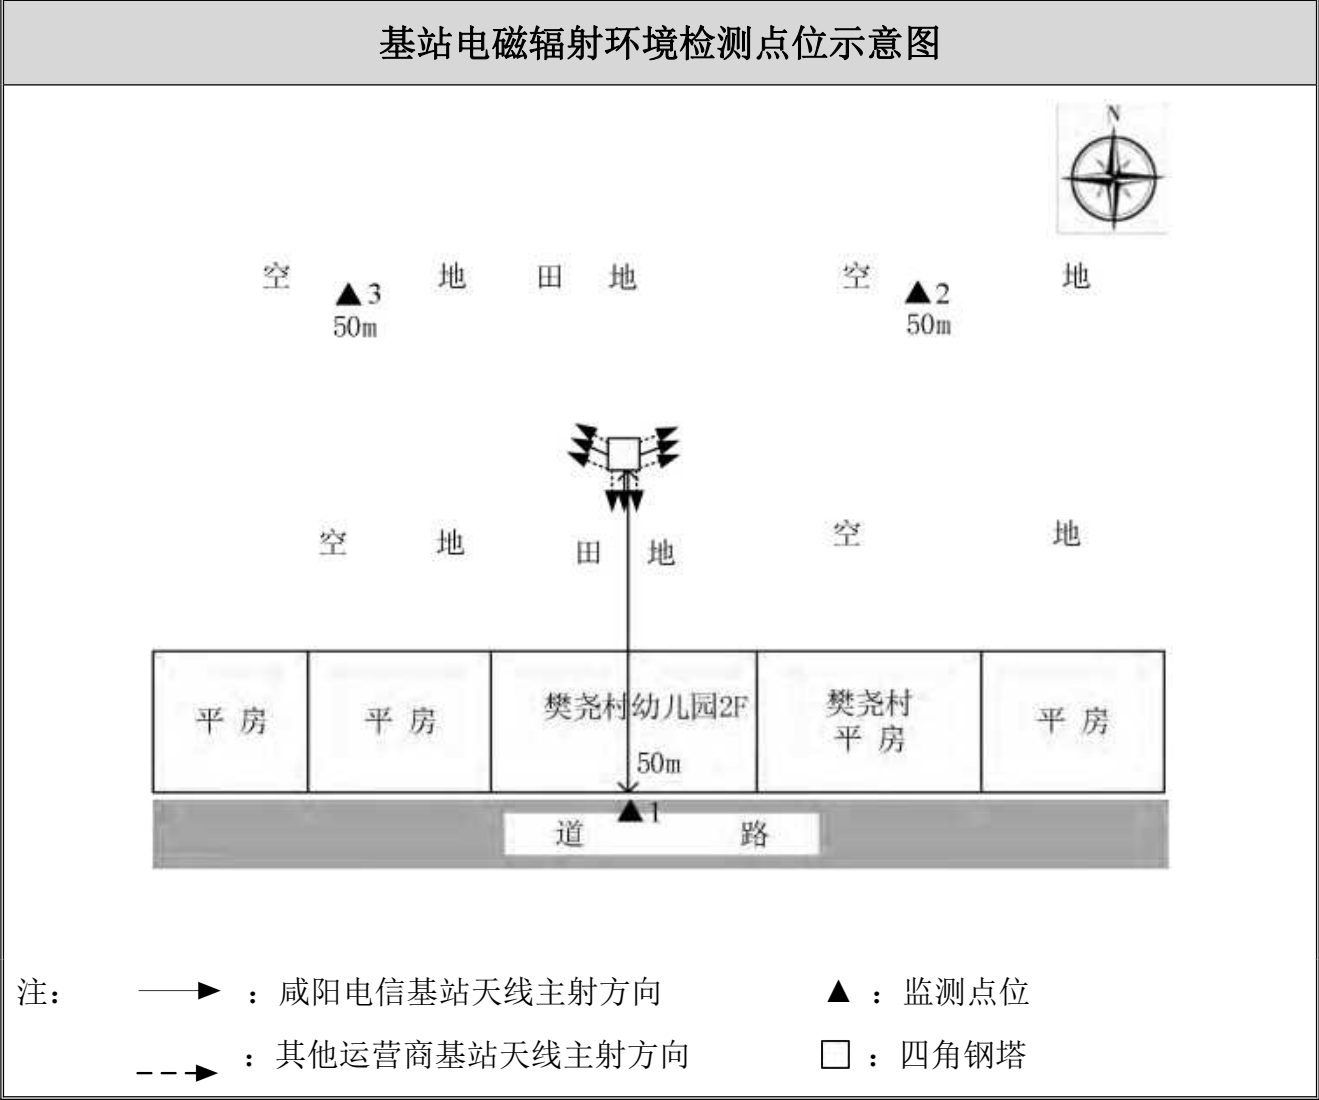 基站电磁辐射环境检测点位示意图
N
空 地 田 地 空 地
▲3 ▲2
50m 50m
空 地 田 地 空 地
平 房 平 房 樊尧村幼儿园2F 樊尧村 平 房
平 房
50m
▲1
道 路
注： ：咸阳电信基站天线主射方向 ▲：监测点位
：其他运营商基站天线主射方向 □：四角钢塔